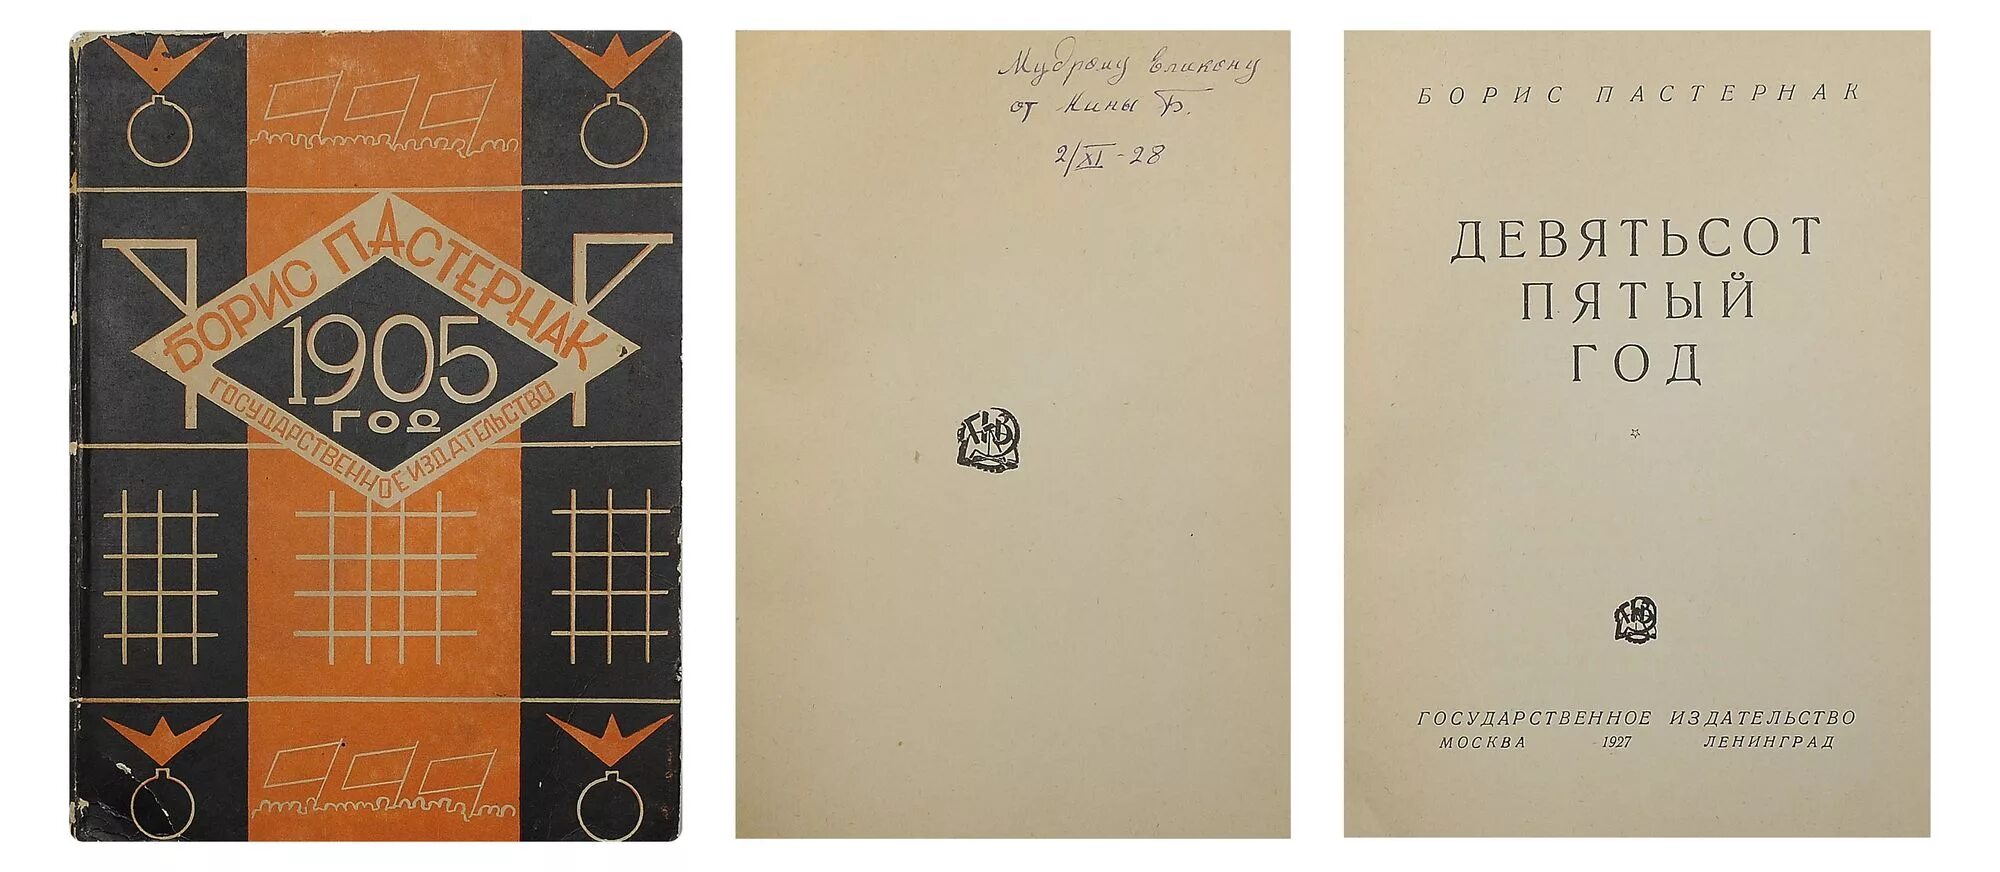 БОРИС ПАСТЕРНАК
1905
ГОД
ГОСУДАРСТВЕННОЕ ИЗДАТЕЛЬСТВО
Мудрому
от Нины Б.
2/XI-28
БОРИС ПАСТЕРНАК
ДЕВЯТЬСОТ
ПЯТЫЙ
ГОД
ГОСУДАРСТВЕННОЕ ИЗДАТЕЛЬСТВО
МОСКВА 1927 ЛЕНИНГРАД